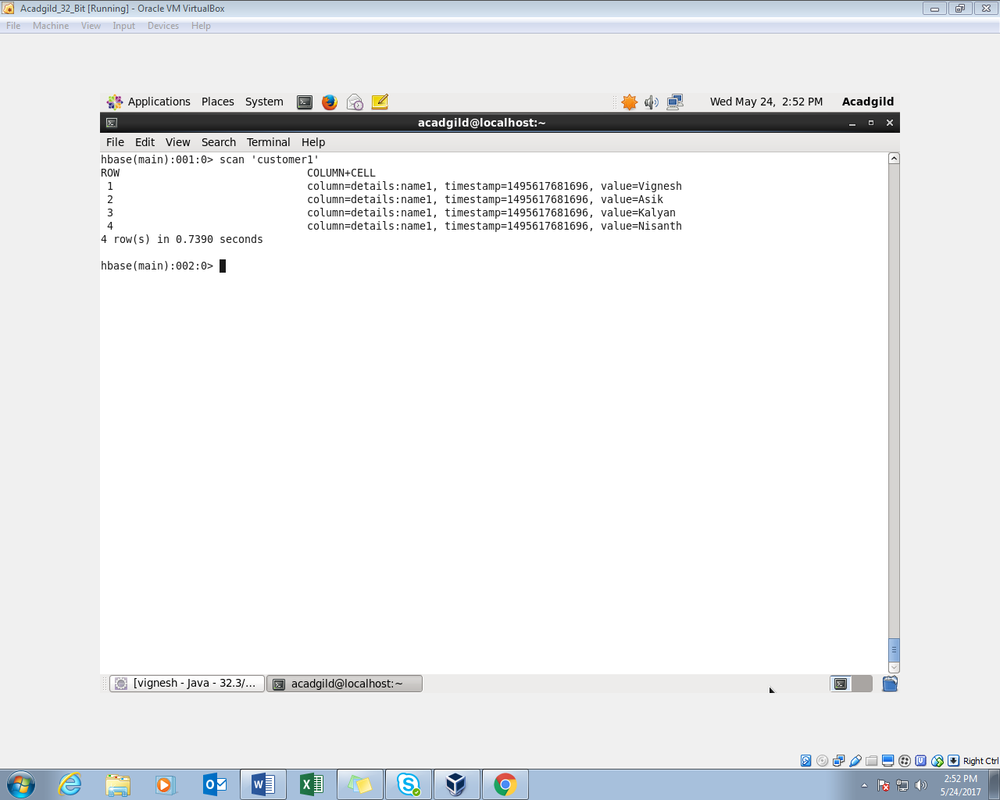 Acadgild_32_Bit [Running] - Oracle VM VirtualBox
File Machine View Input Devices Help
Applications Places System Wed May 24, 2:52 PM Acadgild
acadgild@localhost:~
File Edit View Search Terminal Help
hbase(main):001:0> scan 'customer1'
ROW COLUMN+CELL
1 column=details:name1, timestamp=1495617681696, value=Vignesh
2 column=details:name1, timestamp=1495617681696, value=Asik
3 column=details:name1, timestamp=1495617681696, value=Kalyan
4 column=details:name1, timestamp=1495617681696, value=Nisanth
4 row(s) in 0.7390 seconds
hbase(main):002:0>
[vignesh - Java - 32.3/... acadgild@localhost:~
Right Ctrl
2:52 PM
5/24/2017